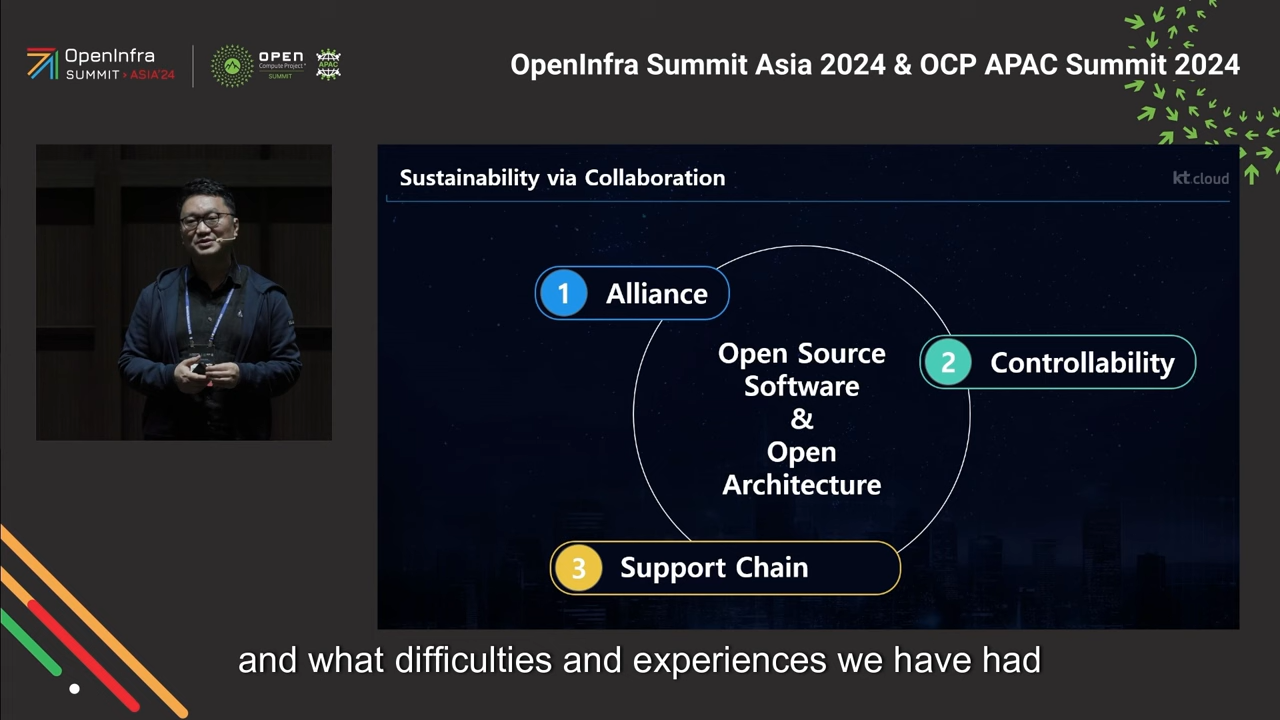 OpenInfra
SUMMIT > ASIA'24
OPEN
Compute Project®
SUMMIT
APAC
OpenInfra Summit Asia 2024 & OCP APAC Summit 2024
Sustainability via Collaboration
kt cloud
1 Alliance
Open Source
Software
&
Open
Architecture
2 Controllability
3 Support Chain
and what difficulties and experiences we have had